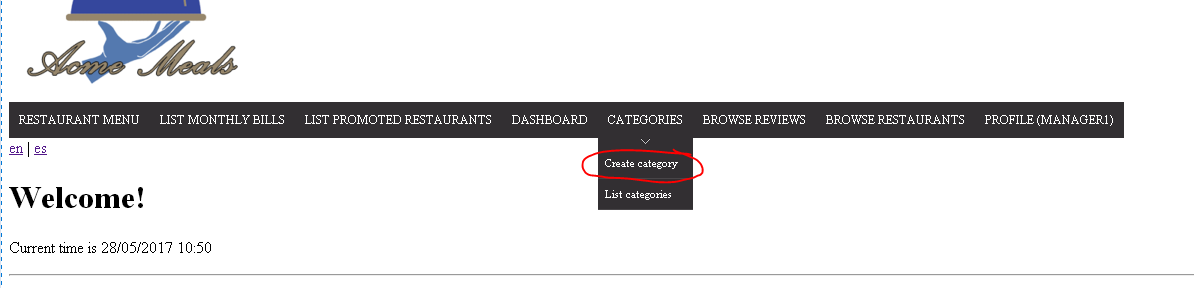 Acme Meals
RESTAURANT MENU LIST MONTHLY BILLS LIST PROMOTED RESTAURANTS DASHBOARD CATEGORIES BROWSE REVIEWS BROWSE RESTAURANTS PROFILE (MANAGER1)
en | es
Create category
List categories
Welcome!
Current time is 28/05/2017 10:50